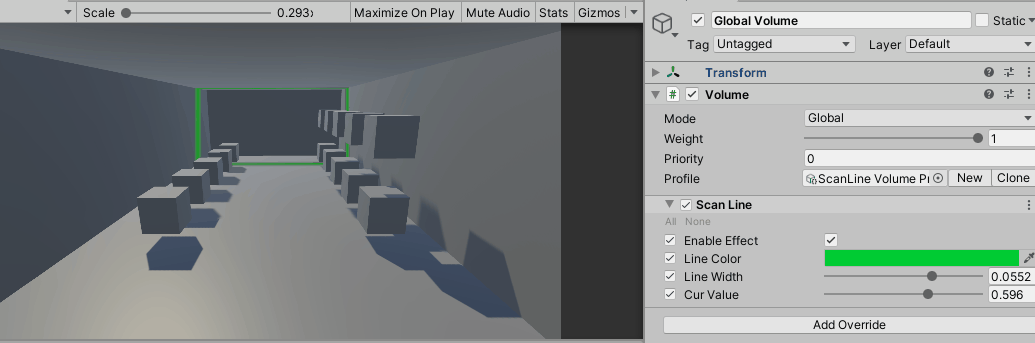 Scale 0.293x Maximize On Play Mute Audio Stats Gizmos
Global Volume Static
Tag Untagged Layer Default
Transform
# Volume
Mode Global
Weight 1
Priority 0
Profile ScanLine Volume Pr New Clone
Scan Line
All None
Enable Effect
Line Color
Line Width 0.0552
Cur Value 0.596
Add Override